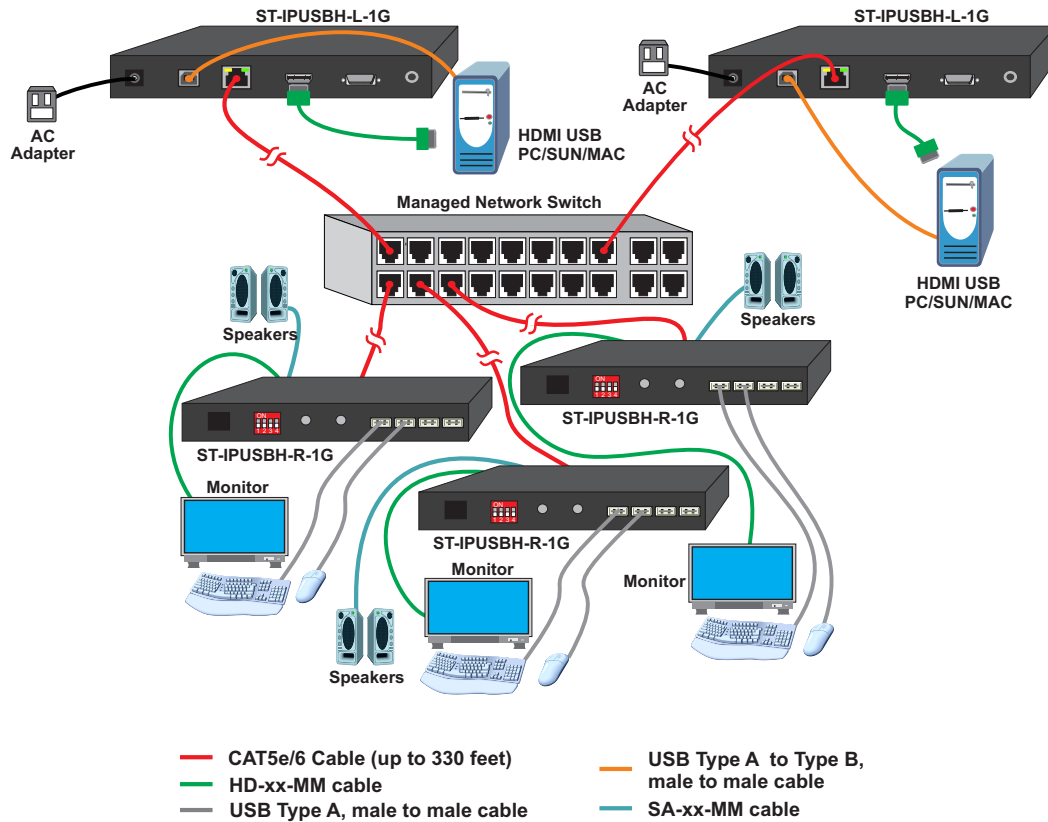 ST-IPUSBH-L-1G
ST-IPUSBH-L-1G
AC
Adapter
HDMI USB
PC/SUN/MAC
AC
Adapter
HDMI USB
PC/SUN/MAC
Managed Network Switch
Speakers
Speakers
ON
1 2 3 4
ST-IPUSBH-R-1G
ON
1 2 3 4
ST-IPUSBH-R-1G
Monitor
ON
1 2 3 4
ST-IPUSBH-R-1G
Monitor
Monitor
Speakers
CAT5e/6 Cable (up to 330 feet)
HD-xx-MM cable
USB Type A, male to male cable
USB Type A to Type B,
male to male cable
SA-xx-MM cable